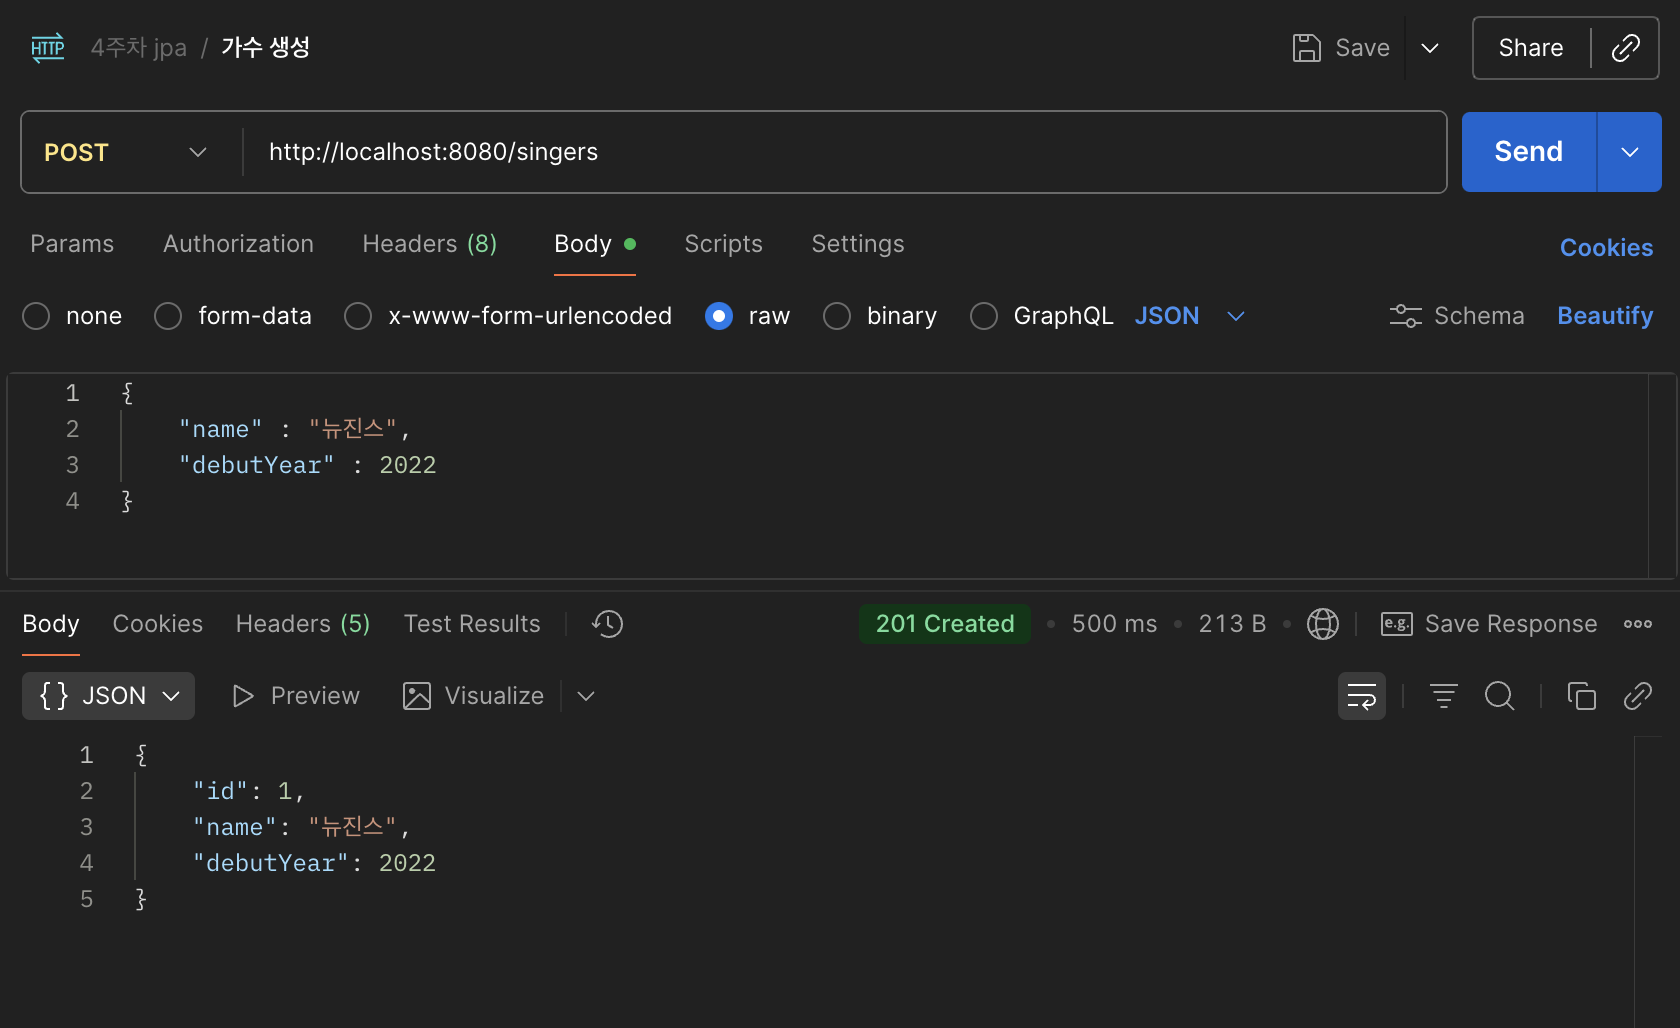 HTTP 4주차 jpa / 가수 생성 Save Share
POST http://localhost:8080/singers Send
Params Authorization Headers (8) Body Scripts Settings Cookies
none form-data x-www-form-urlencoded raw binary GraphQL JSON Schema Beautify
1 {
2 "name" : "뉴진스",
3 "debutYear" : 2022
4 }
Body Cookies Headers (5) Test Results 201 Created • 500 ms • 213 B • e.g. Save Response
{} JSON Preview Visualize
1 {
2 "id": 1,
3 "name": "뉴진스",
4 "debutYear": 2022
5 }